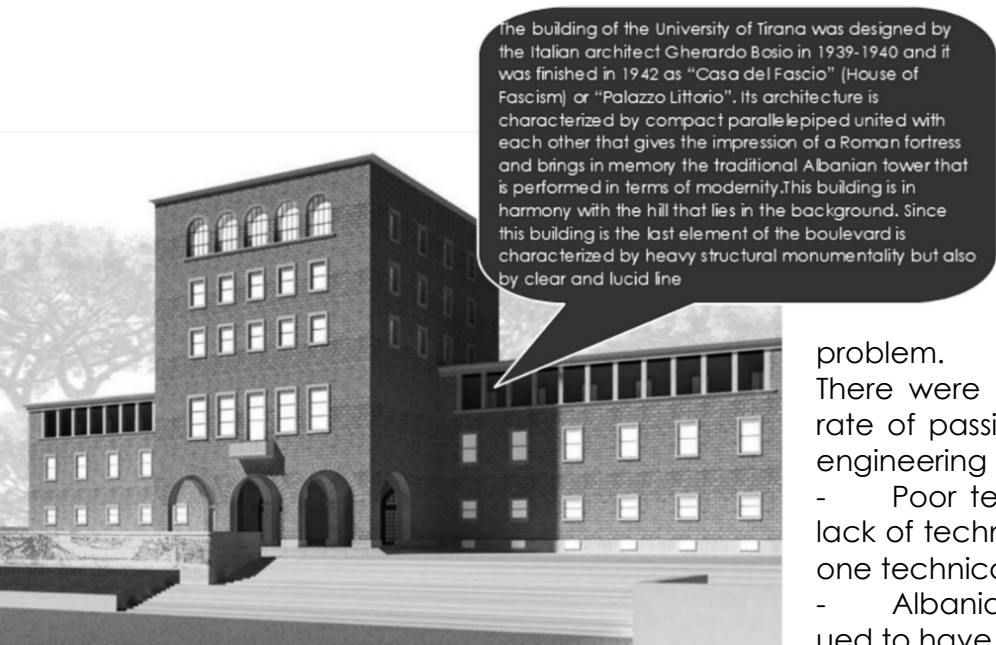 The building of the University of Tirana was designed by
the Italian architect Gherardo Bosio in 1939-1940 and it
was finished in 1942 as “Casa del Fascio” (House of
Fascism) or “Palazzo Littorio”. Its architecture is
characterized by compact parallelepiped united with
each other that gives the impression of a Roman fortress
and brings in memory the traditional Albanian tower that
is performed in terms of modernity.This building is in
harmony with the hill that lies in the background. Since
this building is the last element of the boulevard is
characterized by heavy structural monumentality but also
by clear and lucid line
problem.
There were
rate of passi
engineering
- Poor te
lack of techn
one technica
- Albania
ued to have